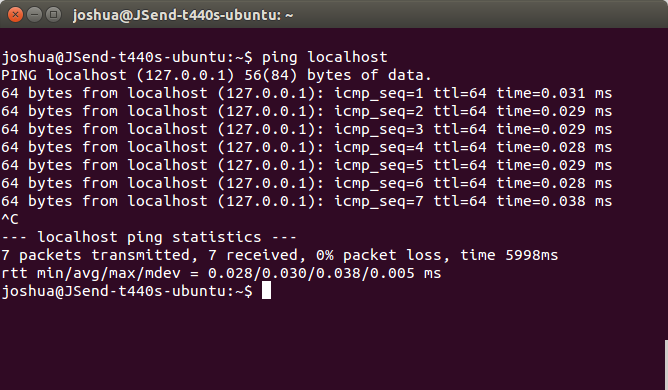 joshua@JSend-t440s-ubuntu: ~
joshua@JSend-t440s-ubuntu:~$ ping localhost
PING localhost (127.0.0.1) 56(84) bytes of data.
64 bytes from localhost (127.0.0.1): icmp_seq=1 ttl=64 time=0.031 ms
64 bytes from localhost (127.0.0.1): icmp_seq=2 ttl=64 time=0.029 ms
64 bytes from localhost (127.0.0.1): icmp_seq=3 ttl=64 time=0.029 ms
64 bytes from localhost (127.0.0.1): icmp_seq=4 ttl=64 time=0.028 ms
64 bytes from localhost (127.0.0.1): icmp_seq=5 ttl=64 time=0.029 ms
64 bytes from localhost (127.0.0.1): icmp_seq=6 ttl=64 time=0.028 ms
64 bytes from localhost (127.0.0.1): icmp_seq=7 ttl=64 time=0.038 ms
^C
--- localhost ping statistics ---
7 packets transmitted, 7 received, 0% packet loss, time 5998ms
rtt min/avg/max/mdev = 0.028/0.030/0.038/0.005 ms
joshua@JSend-t440s-ubuntu:~$